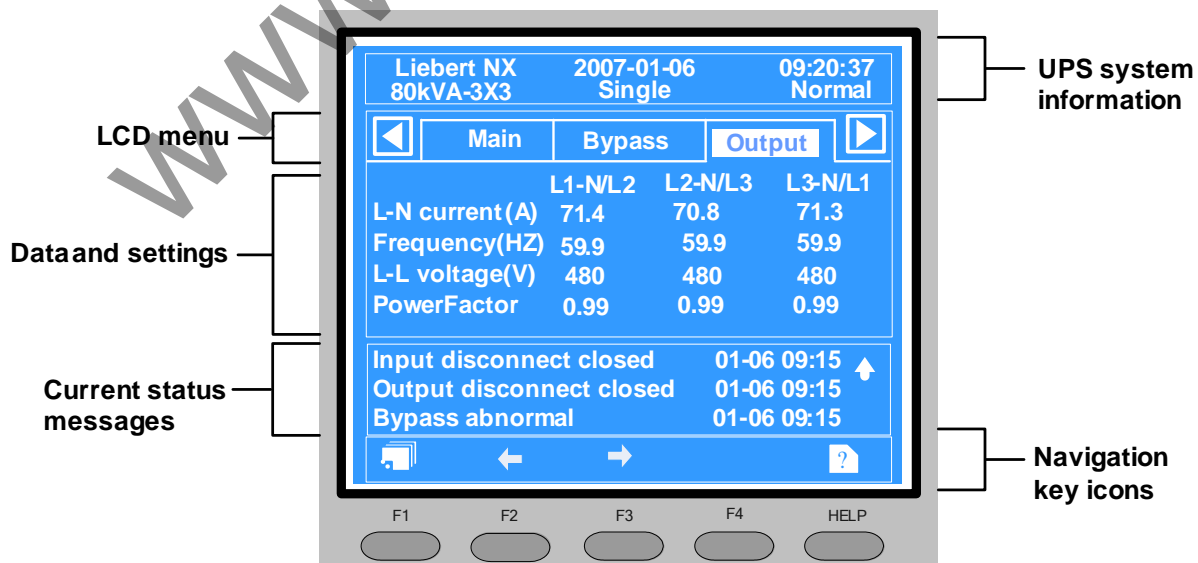 www
Liebert NX 2007-01-06 09:20:37
80kVA-3X3 Single Normal
UPS system
information
LCD menu
Main Bypass Output
L1-N/L2 L2-N/L3 L3-N/L1
L-N current(A) 71.4 70.8 71.3
Frequency(HZ) 59.9 59.9 59.9
Data and settings
L-L voltage(V) 480 480 480
PowerFactor 0.99 0.99 0.99
Input disconnect closed 01-06 09:15
Output disconnect closed 01-06 09:15
Bypass abnormal 01-06 09:15
Current status
messages
?
Navigation
key icons
F1 F2 F3 F4 HELP